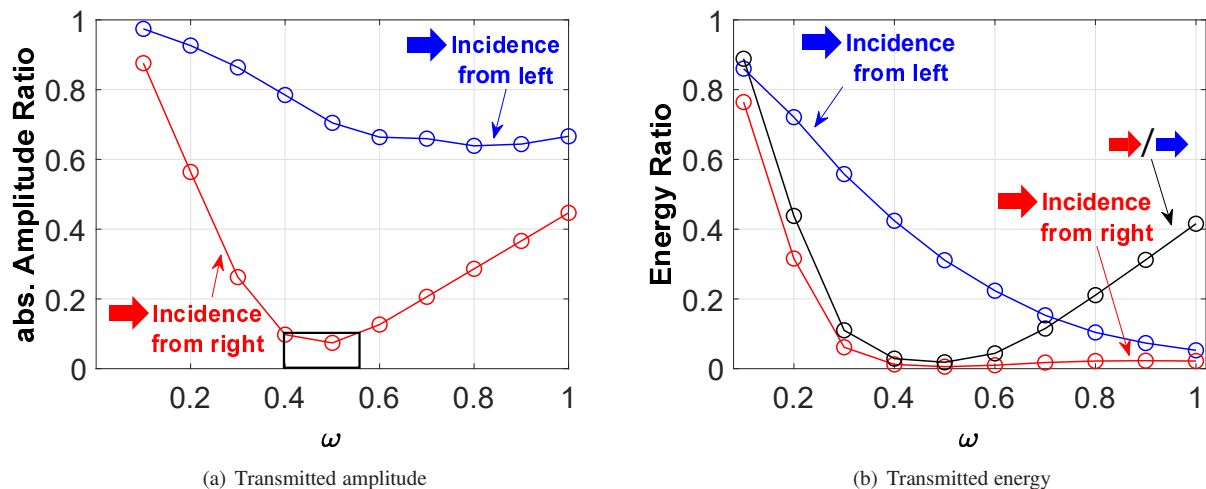 abs. Amplitude Ratio
1
0.8
0.6
0.4
0.2
0
0.2
0.4
0.6
0.8
1
ω
Incidence
from left
Incidence
from right
(a) Transmitted amplitude
Energy Ratio
1
0.8
0.6
0.4
0.2
0
0.2
0.4
0.6
0.8
1
ω
Incidence
from left
/
Incidence
from right
(b) Transmitted energy